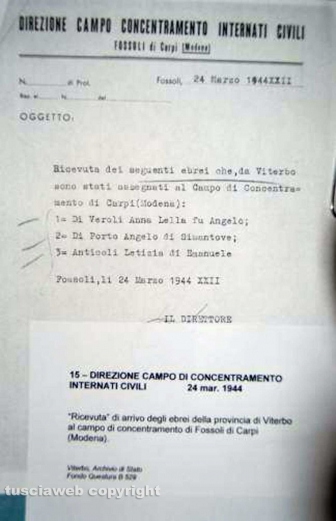 DIREZIONE CAMPO CONCENTRAMENTO INTERNATI CIVILI
FOSSOLI di Carpi (Modena)
N. di Prot. Fossoli, 24 Marzo 1944XXII
N. del
OGGETTO:
Ricevuta dei seguenti ebrei che, da Viterbo
sono stati assegnati al Campo di Concentra=
mento di Carpi(Modena):
1= Di Veroli Anna Lella fu Angelo;
2= Di Porto Angelo di Simantove;
3= Anticoli Letizia di Emanuele
Fossoli, li 24 Marzo 1944 XXII
IL DIRETTORE
15 – DIREZIONE CAMPO DI CONCENTRAMENTO
INTERNATI CIVILI 24 mar. 1944
"Ricevuta" di arrivo degli ebrei della provincia di Viterbo
al campo di concentramento di Fossoli di Carpi
(Modena).
Viterbo, Archivio di Stato
Fondo Questura B 529
tusciaweb copyright